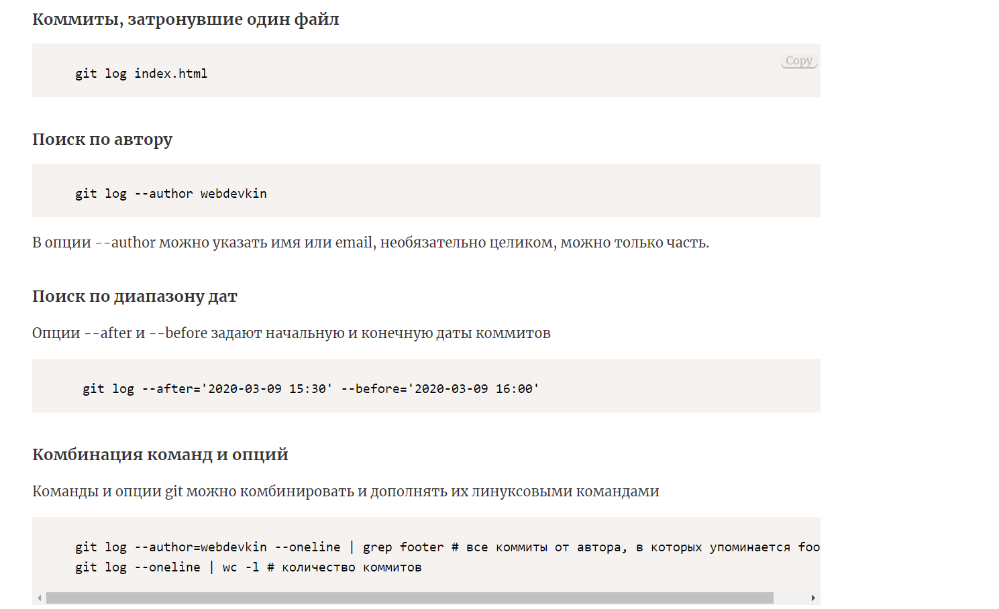 Коммиты, затронувшие один файл
Copy
git log index.html
Поиск по автору
git log --author webdevkin
В опции --author можно указать имя или email, необязательно целиком, можно только часть.
Поиск по диапазону дат
Опции --after и --before задают начальную и конечную даты коммитов
git log --after='2020-03-09 15:30' --before='2020-03-09 16:00'
Комбинация команд и опций
Команды и опции git можно комбинировать и дополнять их линуксовыми командами
git log --author=webdevkin --oneline | grep footer # все коммиты от автора, в которых упоминается foo
git log --oneline | wc -l # количество коммитов